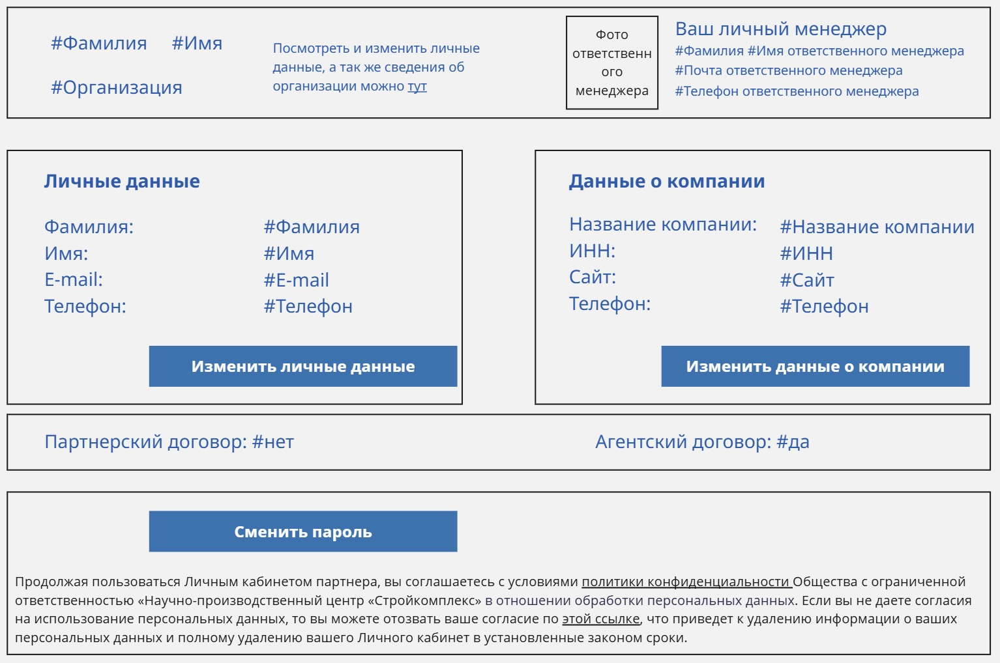 #Фамилия #Имя
#Организация
Посмотреть и изменить личные
данные, а так же сведения об
организации можно тут
Фото
ответственн
ого
менеджера
Ваш личный менеджер
#Фамилия #Имя ответственного менеджера
#Почта ответственного менеджера
#Телефон ответственного менеджера
Личные данные
Фамилия: #Фамилия
Имя: #Имя
E-mail: #E-mail
Телефон: #Телефон
Изменить личные данные
Данные о компании
Название компании: #Название компании
ИНН: #ИНН
Сайт: #Сайт
Телефон: #Телефон
Изменить данные о компании
Партнерский договор: #нет
Агентский договор: #да
Сменить пароль
Продолжая пользоваться Личным кабинетом партнера, вы соглашаетесь с условиями политики конфиденциальности Общества с ограниченной
ответственностью «Научно-производственный центр «Стройкомплекс» в отношении обработки персональных данных. Если вы не даете согласия
на использование персональных данных, то вы можете отозвать ваше согласие по этой ссылке, что приведет к удалению информации о ваших
персональных данных и полному удалению вашего Личного кабинет в установленные законом сроки.